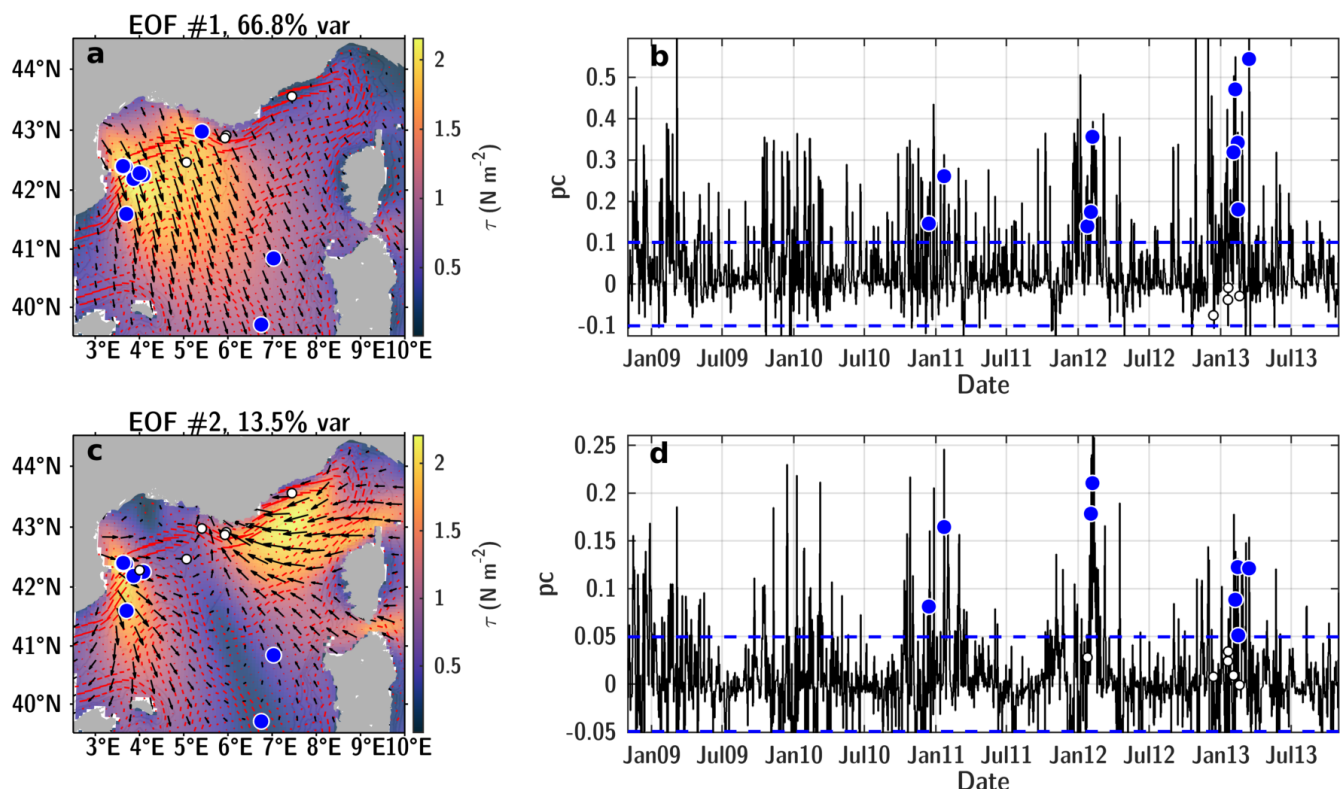 EOF #1, 66.8% var
a
44°N
43°N
42°N
41°N
40°N
3°E 4°E 5°E 6°E 7°E 8°E 9°E 10°E
2
1.5
1
0.5
τ (N m⁻²)
b
0.5
0.4
0.3
0.2
0.1
0
-0.1
pc
Jan09 Jul09 Jan10 Jul10 Jan11 Jul11 Jan12 Jul12 Jan13 Jul13
Date
EOF #2, 13.5% var
c
44°N
43°N
42°N
41°N
40°N
3°E 4°E 5°E 6°E 7°E 8°E 9°E 10°E
2
1.5
1
0.5
τ (N m⁻²)
d
0.25
0.2
0.15
0.1
0.05
0
-0.05
pc
Jan09 Jul09 Jan10 Jul10 Jan11 Jul11 Jan12 Jul12 Jan13 Jul13
Date